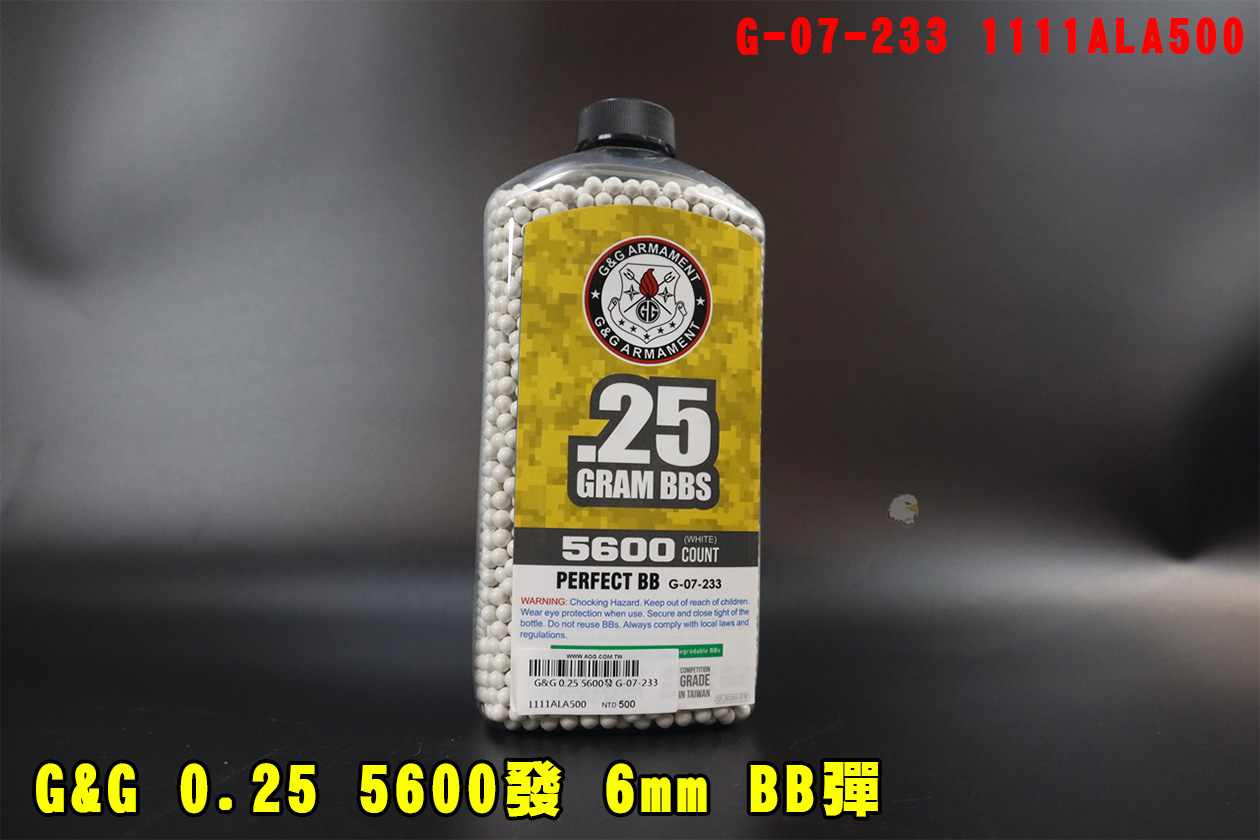 G-07-233 1111ALA500
G&G ARMAMENT
G&G ARMAMENT
GG
.25
GRAM BBS
5600 (WHITE) COUNT
PERFECT BB G-07-233
WARNING: Chocking Hazard. Keep out of reach of children.
Wear eye protection when use. Secure and close tight of the
bottle. Do not reuse BBs. Always comply with local laws and
regulations.
degradable BBs
WWW.AOG.COM.TW
G&G 0.25 5600發 G-07-233
1111ALA500 NTD 500
COMPETITION
GRADE
IN TAIWAN
G&G 0.25 5600發 6mm BB彈